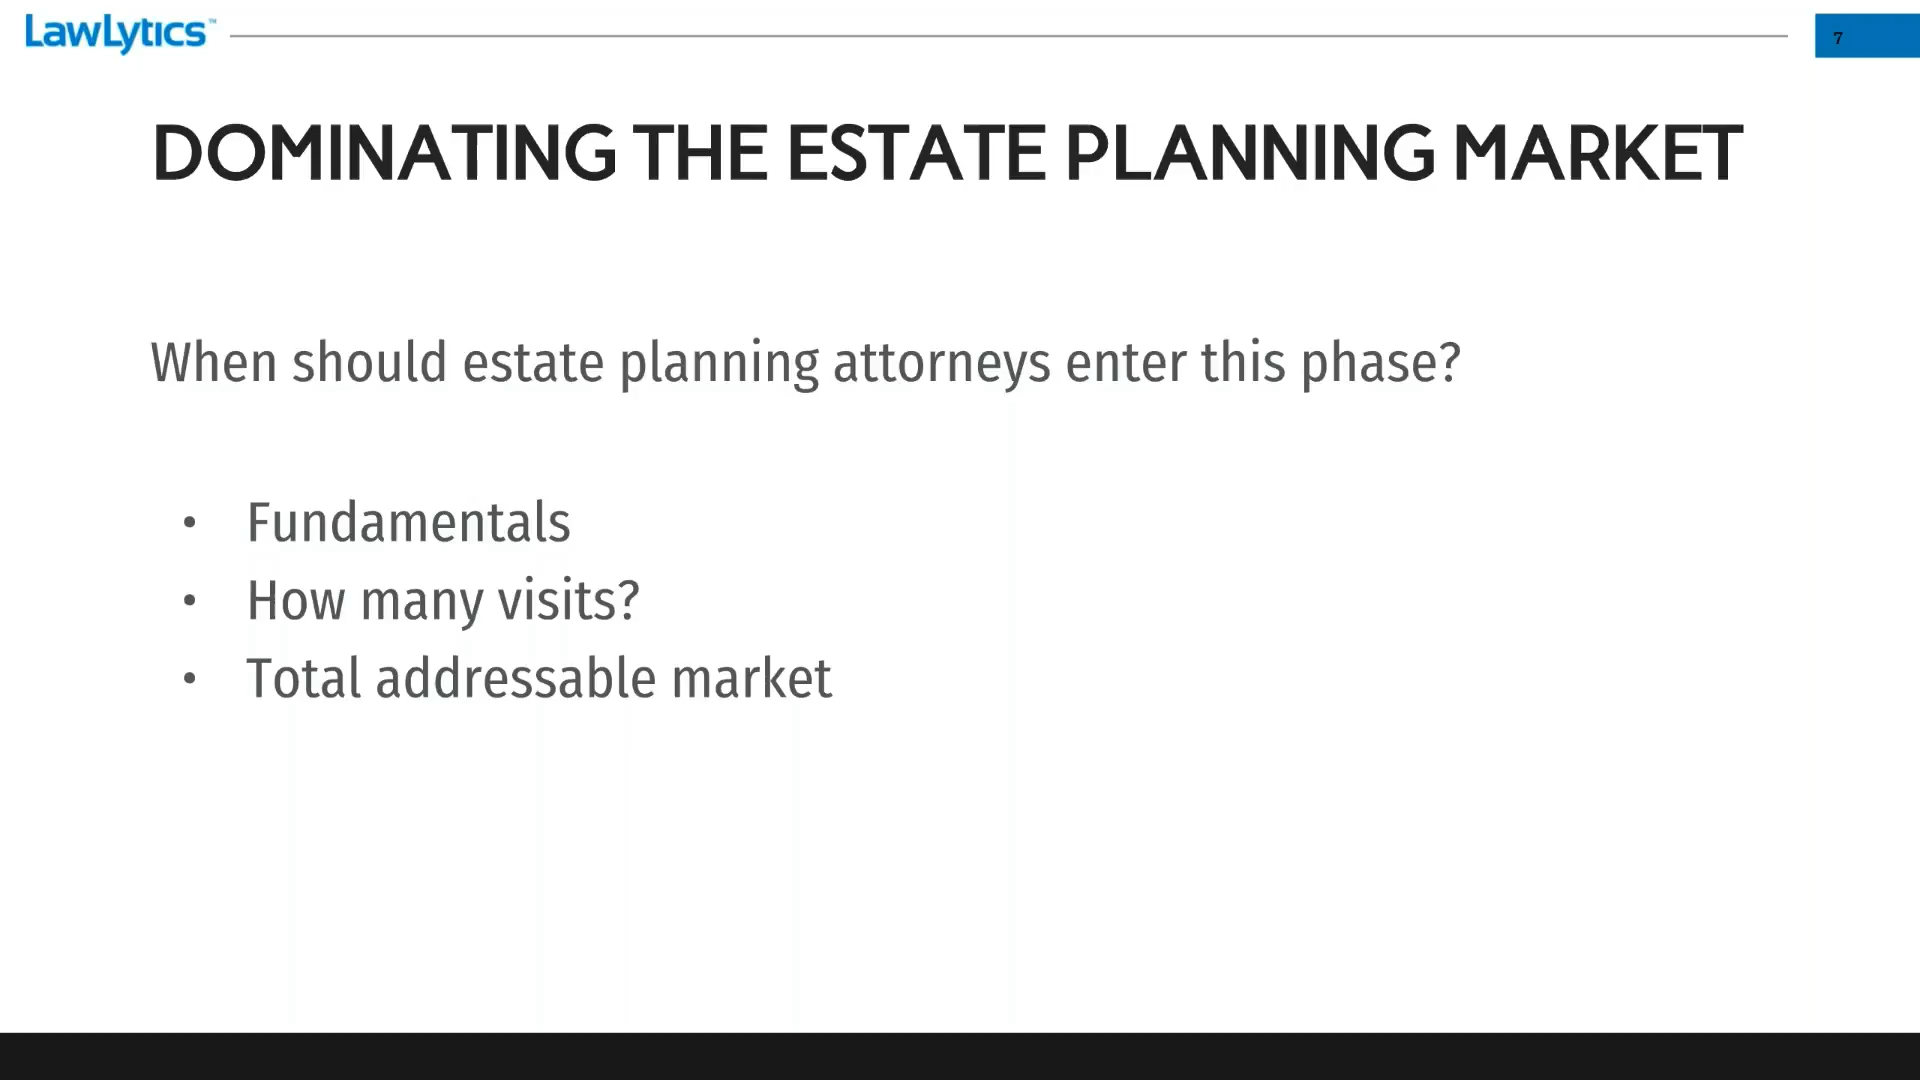 LawLytics™
7
DOMINATING THE ESTATE PLANNING MARKET
When should estate planning attorneys enter this phase?
• Fundamentals
• How many visits?
• Total addressable market